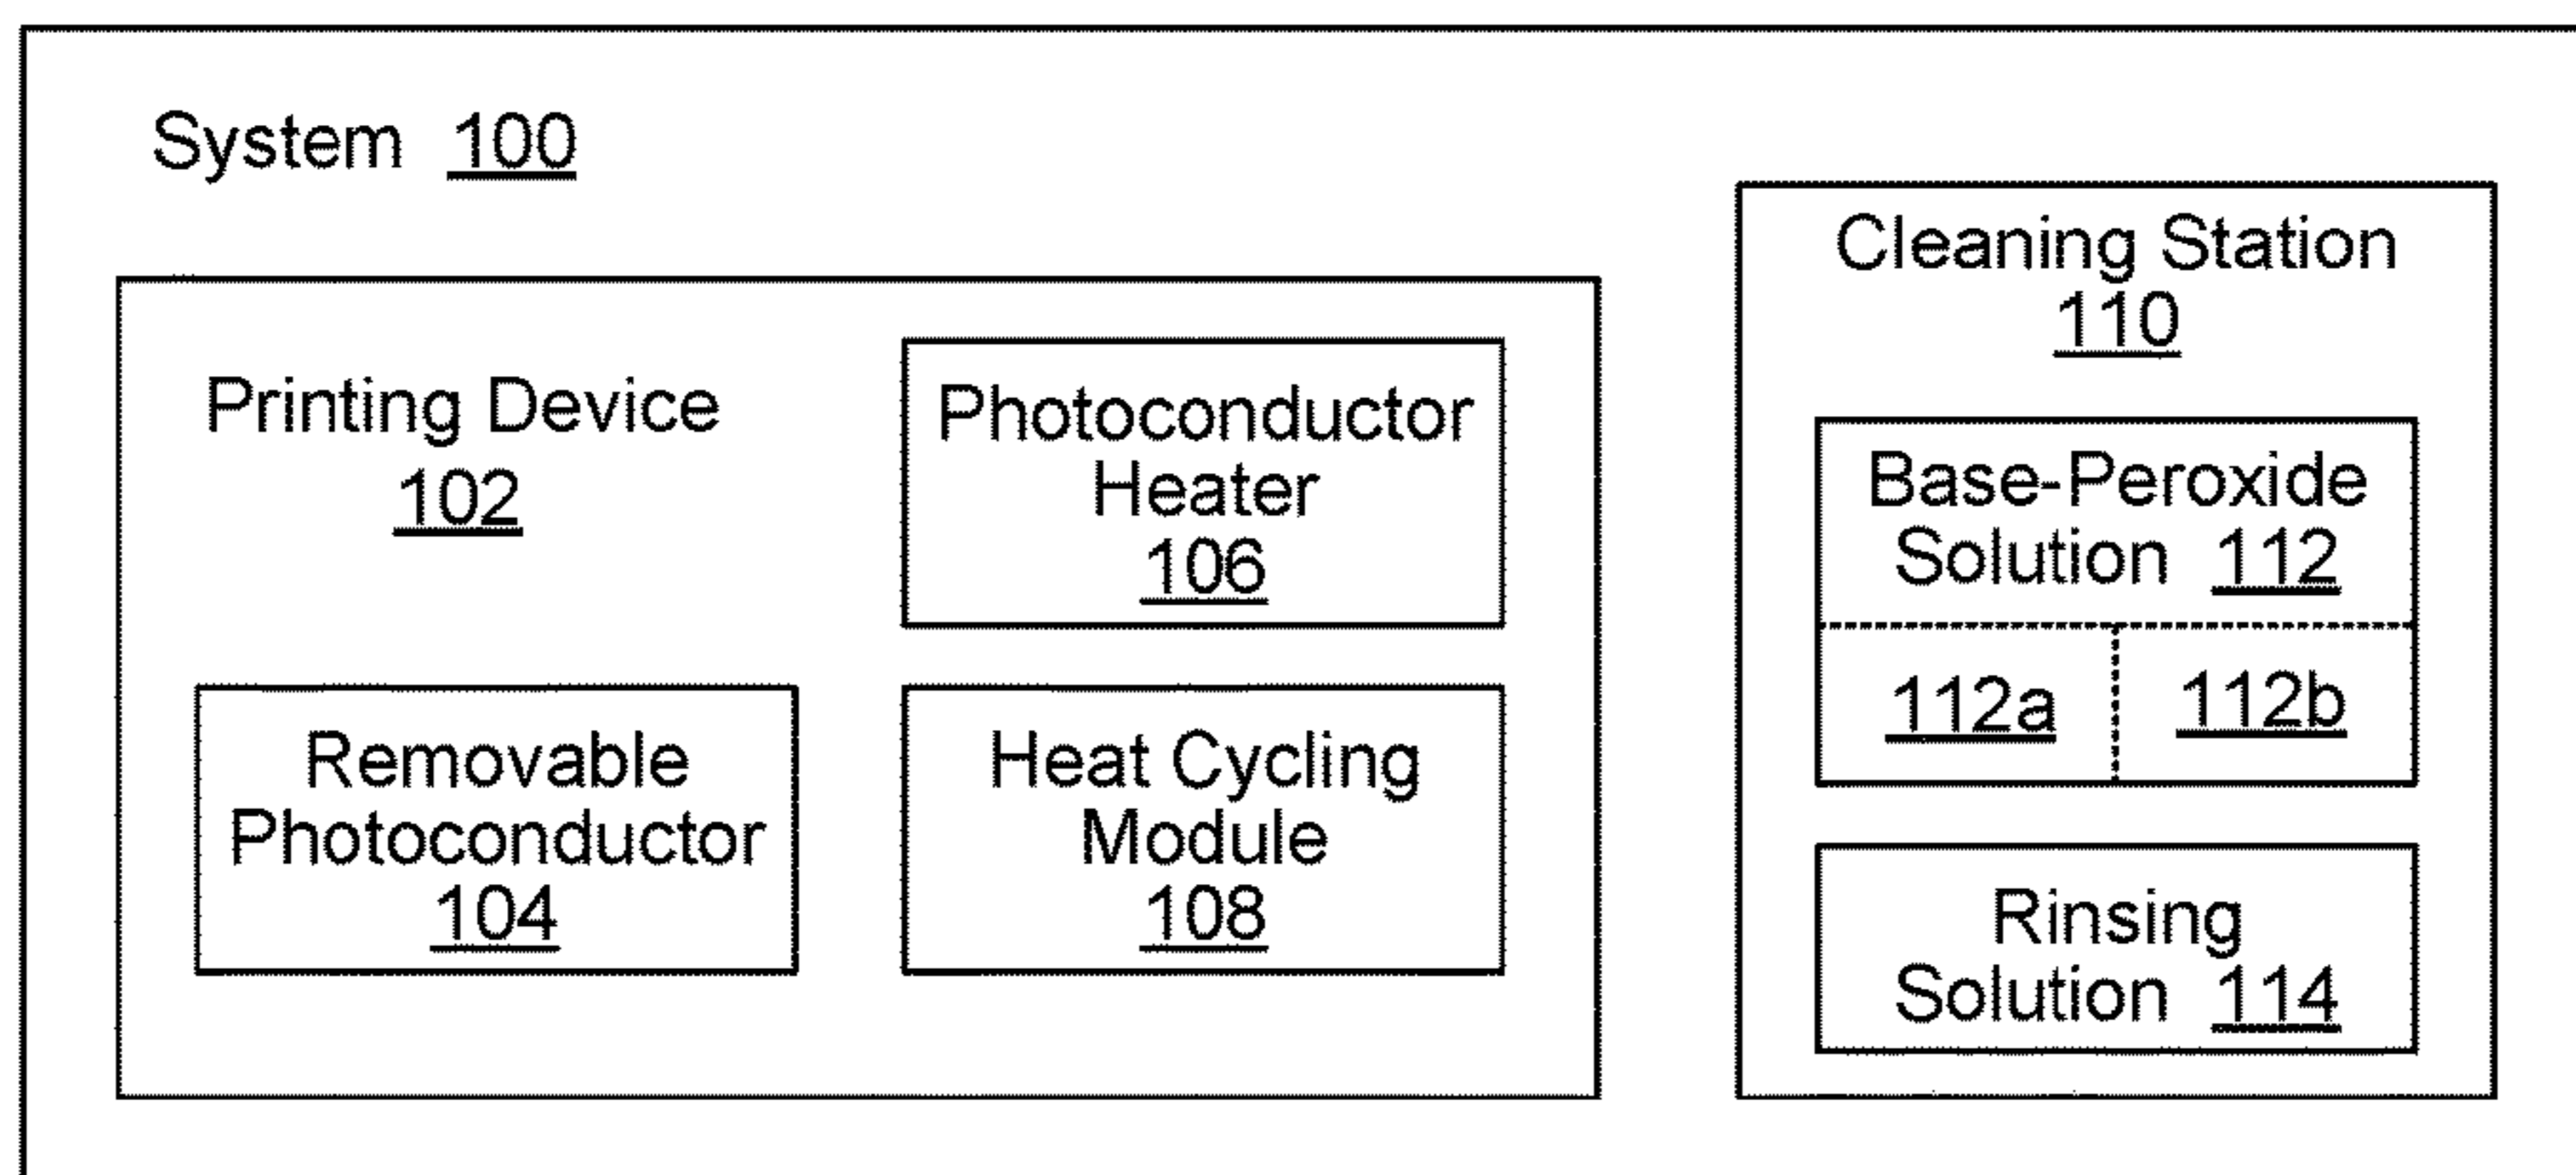 System 100
Printing Device
102
Photoconductor
Heater
106
Removable
Photoconductor
104
Heat Cycling
Module
108
Cleaning Station
110
Base-Peroxide
Solution 112
112a 112b
Rinsing
Solution 114